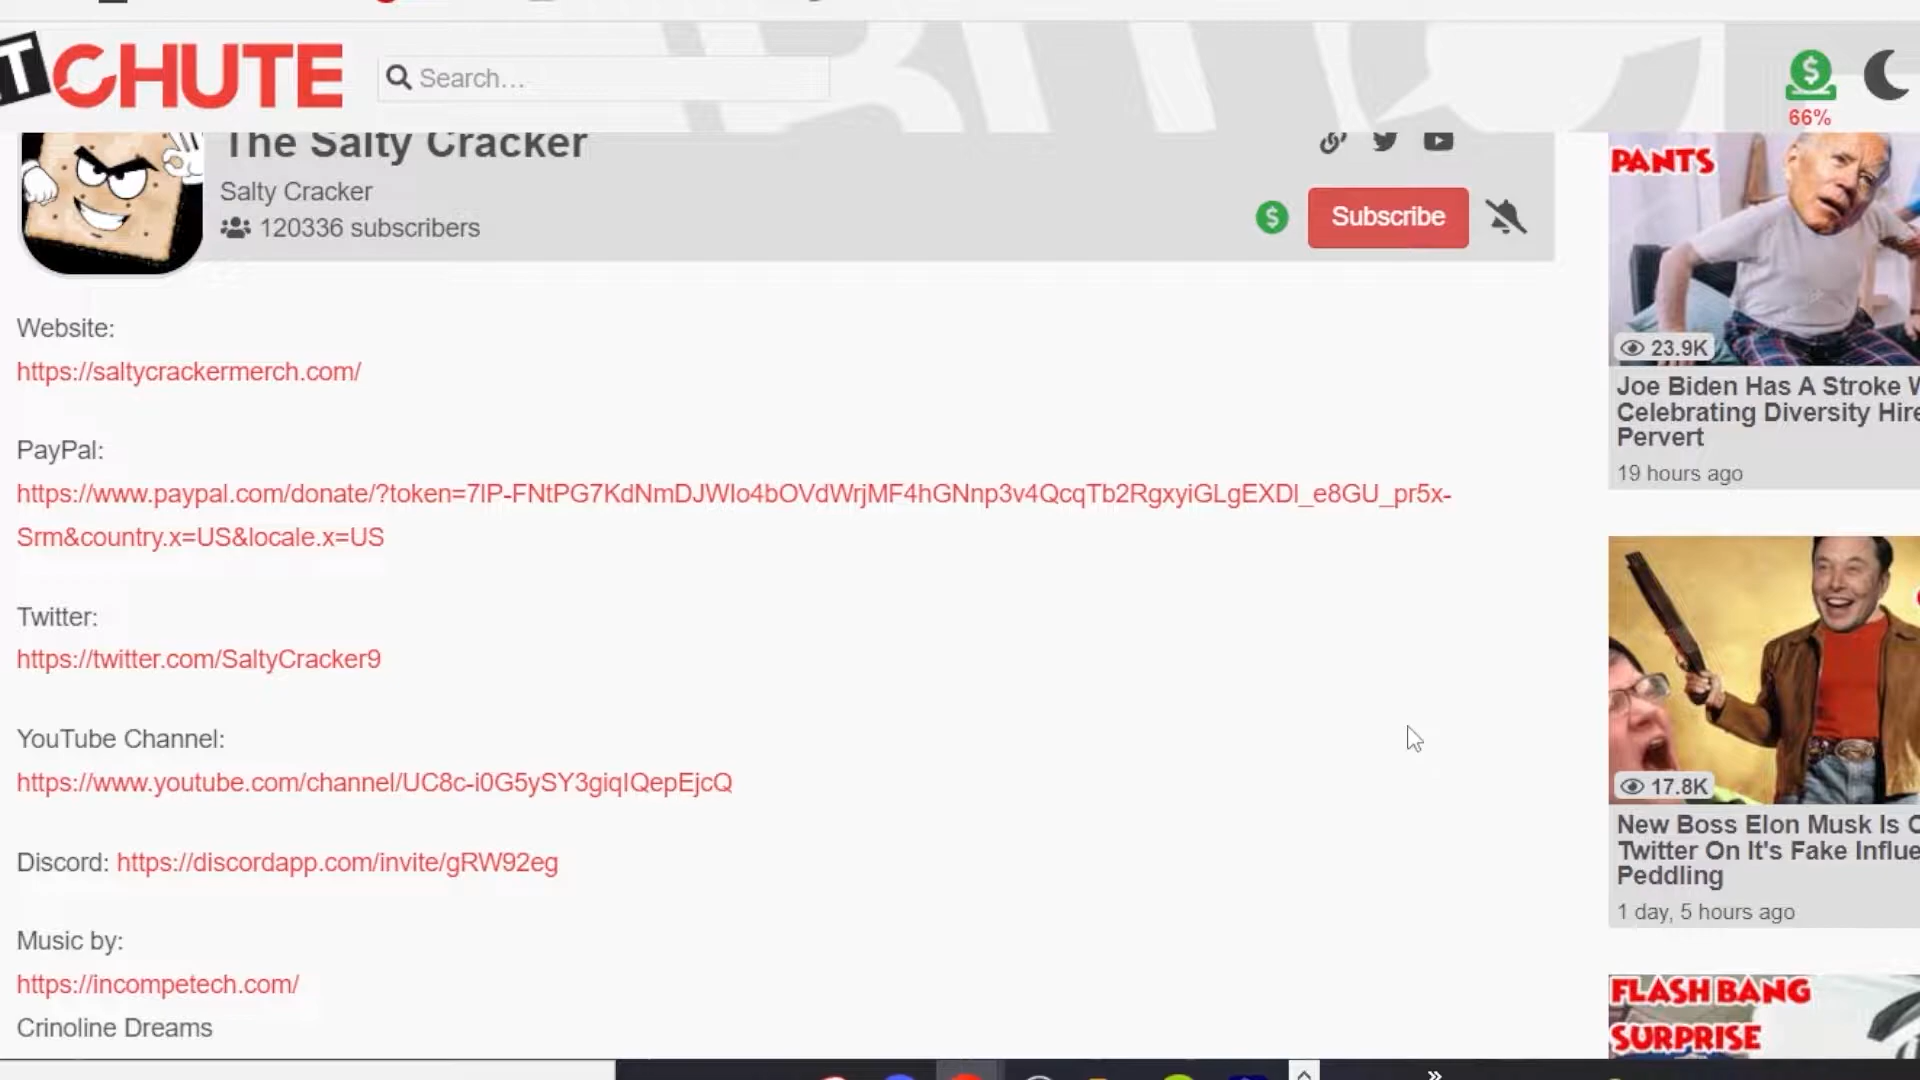 TCHUTE
Search...
66%
The Salty Cracker
Salty Cracker
120336 subscribers
Subscribe
Website:
https://saltycrackermerch.com/
PayPal:
https://www.paypal.com/donate/?token=7lP-FNtPG7KdNmDJWIo4bOVdWrjMF4hGNnp3v4QcqTb2RgxyiGLgEXDl_e8GU_pr5x-
Srm&country.x=US&locale.x=US
Twitter:
https://twitter.com/SaltyCracker9
YouTube Channel:
https://www.youtube.com/channel/UC8c-i0G5ySY3giqIQepEjcQ
Discord: https://discordapp.com/invite/gRW92eg
Music by:
https://incompetech.com/
Crinoline Dreams
PANTS
23.9K
Joe Biden Has A Stroke
Celebrating Diversity Hire
Pervert
19 hours ago
17.8K
New Boss Elon Musk Is
Twitter On It's Fake
Peddling
1 day, 5 hours ago
FLASH BANG
SURPRISE